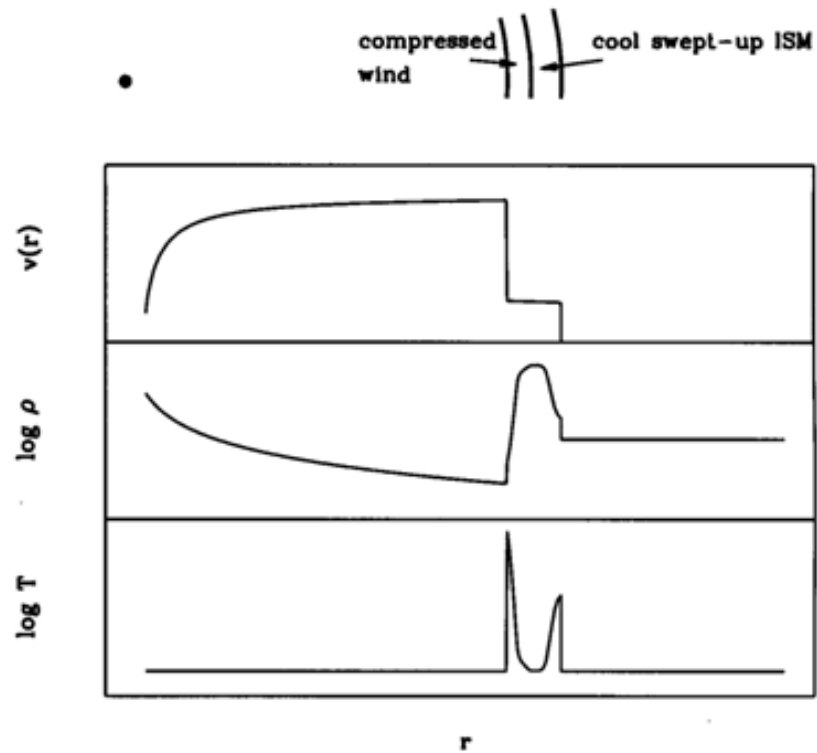 compressed
wind
cool swept-up ISM
v(r)
log ρ
log T
r